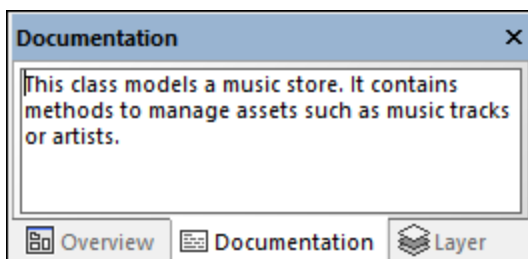 Documentation
This class models a music store. It contains
methods to manage assets such as music tracks
or artists.
Overview Documentation Layer